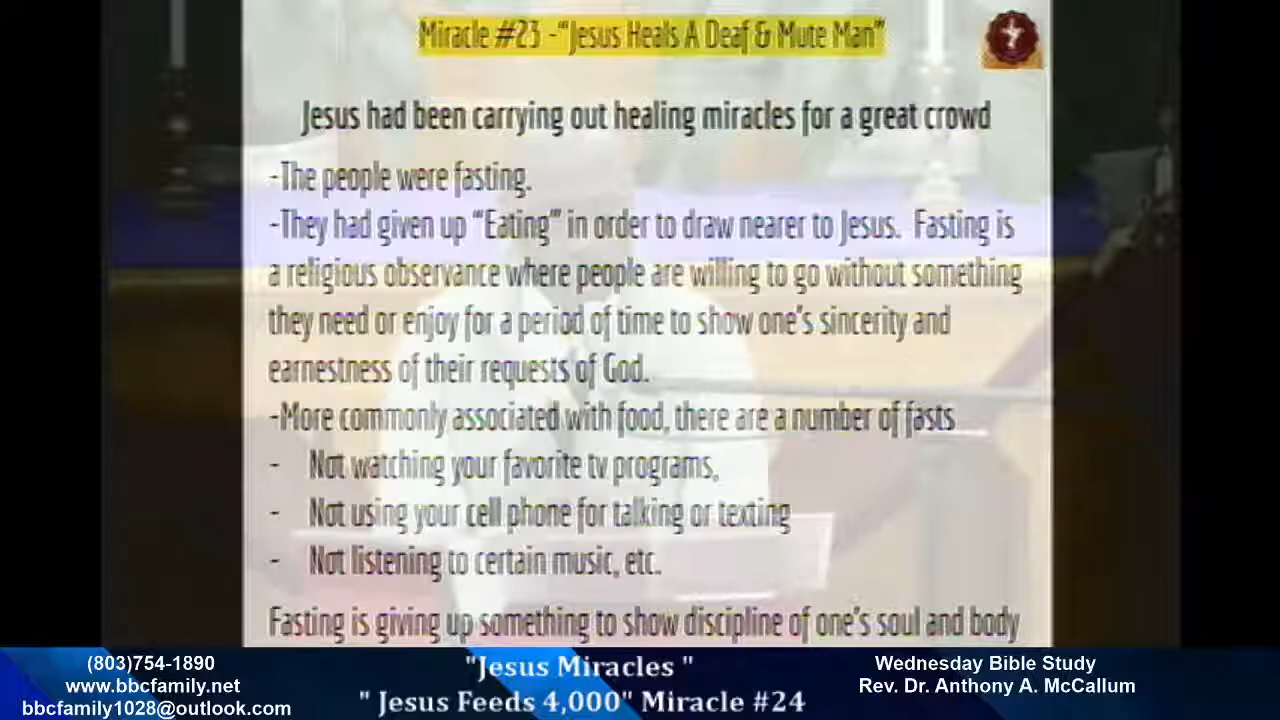 Miracle #23 -“Jesus Heals A Deaf & Mute Man”
Jesus had been carrying out healing miracles for a great crowd
-The people were fasting.
-They had given up “Eating” in order to draw nearer to Jesus. Fasting is
a religious observance where people are willing to go without something
they need or enjoy for a period of time to show one's sincerity and
earnestness of their requests of God.
-More commonly associated with food, there are a number of fasts
- Not watching your favorite tv programs,
- Not using your cell phone for talking or texting
- Not listening to certain music, etc.
Fasting is giving up something to show discipline of one's soul and body
(803)754-1890
www.bbcfamily.net
bbcfamily1028@outlook.com
"Jesus Miracles "
" Jesus Feeds 4,000" Miracle #24
Wednesday Bible Study
Rev. Dr. Anthony A. McCallum